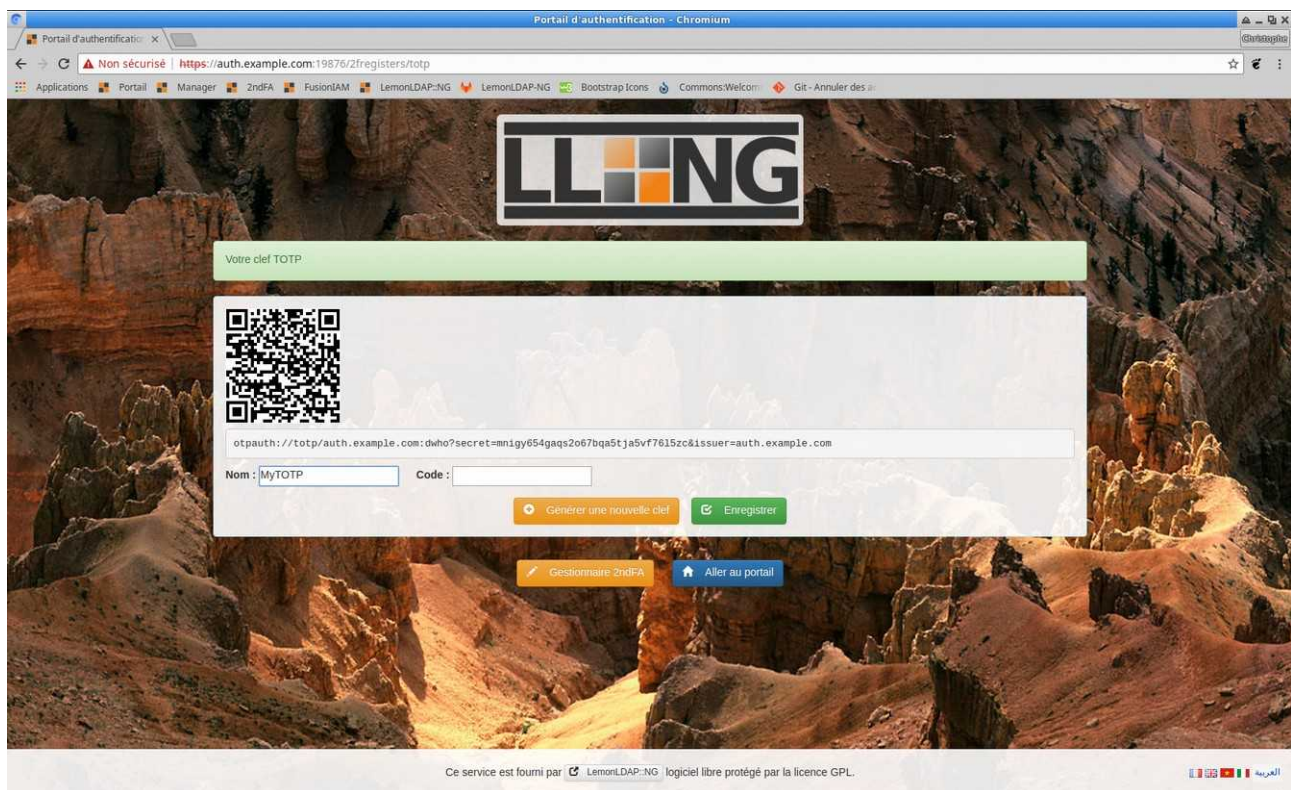 Portail d'authentification - Chromium
Portail d'authentificatio
Christophe
Non sécurisé https://auth.example.com:19876/2fregisters/totp
Applications Portail Manager 2ndFA FusionIAM LemonLDAP::NG LemonLDAP-NG Bootstrap Icons Commons:Welcom Git - Annuler des a
LL NG
Votre clef TOTP
otpauth://totp/auth.example.com:dwho?secret=mnigy654gaqs2o67bqa5tja5vf76l5zc&issuer=auth.example.com
Nom : MyTOTP Code :
Générer une nouvelle clef Enregistrer
Gestionnaire 2ndFA Aller au portail
Ce service est fourni par LemonLDAP::NG logiciel libre protégé par la licence GPL.
العربية